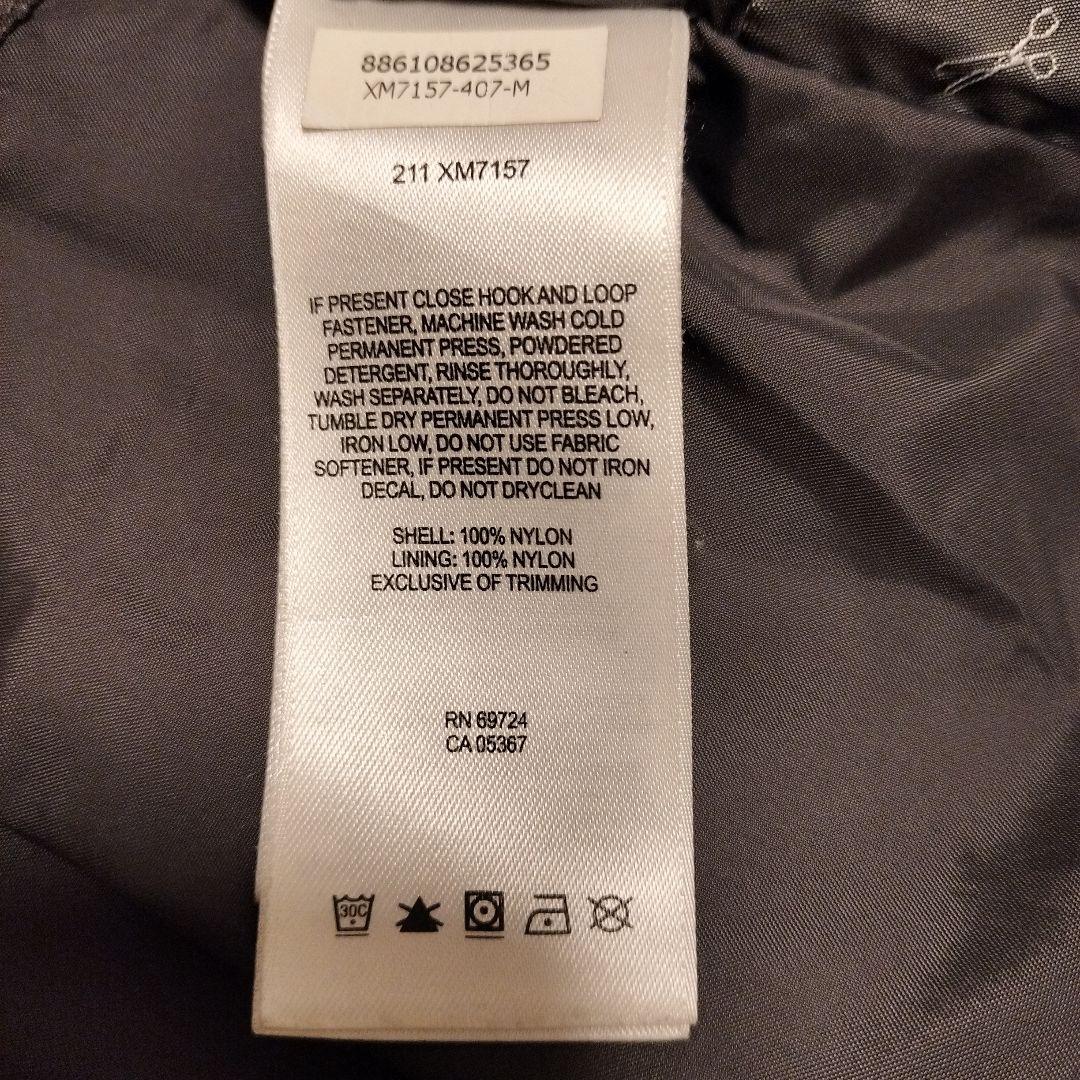 886108625365
XM7157-407-M
211 XM7157
IF PRESENT CLOSE HOOK AND LOOP
FASTENER, MACHINE WASH COLD
PERMANENT PRESS, POWDERED
DETERGENT, RINSE THOROUGHLY,
WASH SEPARATELY, DO NOT BLEACH,
TUMBLE DRY PERMANENT PRESS LOW,
IRON LOW, DO NOT USE FABRIC
SOFTENER, IF PRESENT DO NOT IRON
DECAL, DO NOT DRYCLEAN
SHELL: 100% NYLON
LINING: 100% NYLON
EXCLUSIVE OF TRIMMING
RN 69724
CA 05367
30C